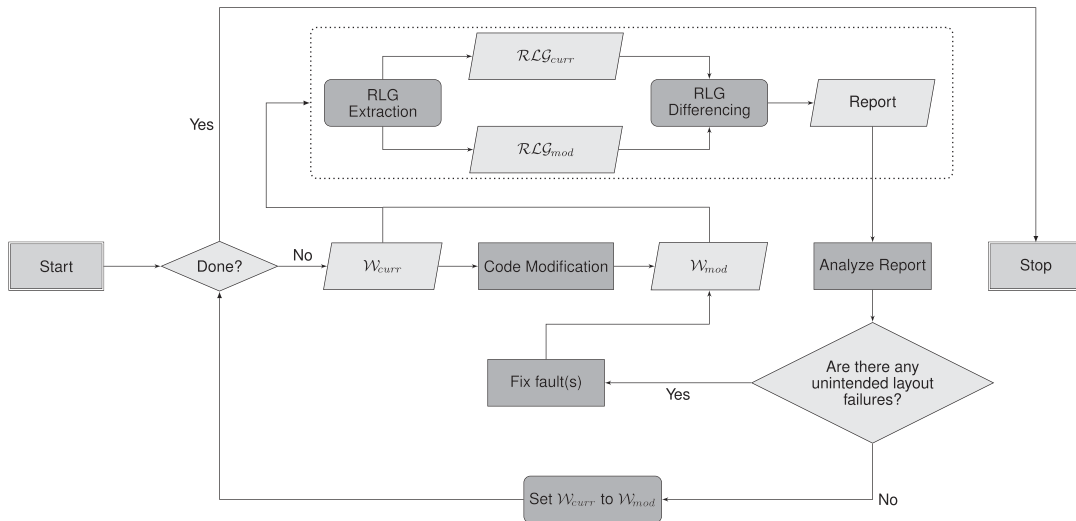 RLG_curr
RLG
Extraction
RLG
Differencing
Report
Yes
RLG_mod
Start
Done?
No
W_curr
Code Modification
W_mod
Analyze Report
Stop
Are there any
unintended layout
failures?
Fix fault(s)
Yes
Set W_curr to W_mod
No